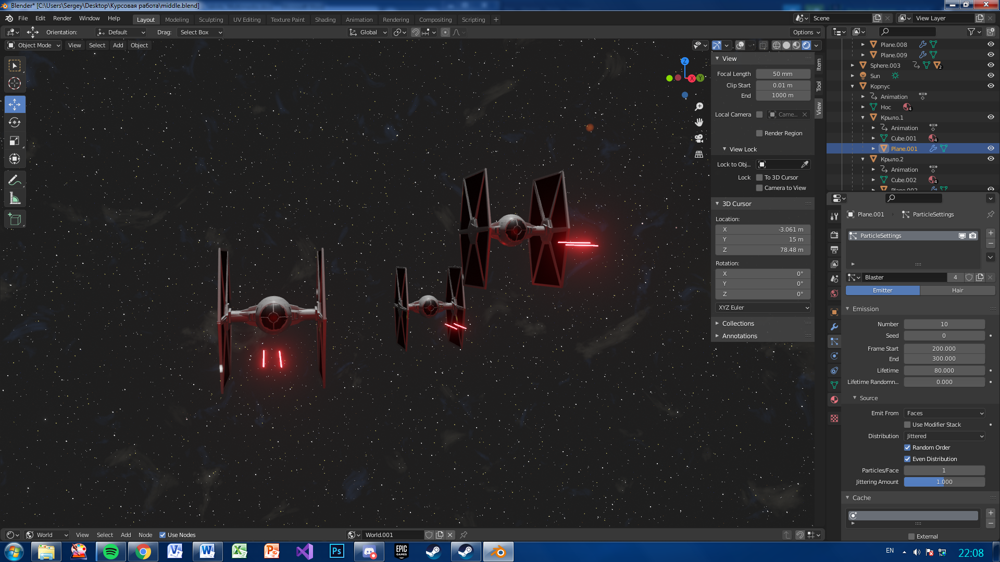 Blender* [C:\Users\Sergey\Desktop\Курсовая работа\middle.blend]
File Edit Render Window Help Layout Modeling Sculpting UV Editing Texture Paint Shading Animation Rendering Compositing Scripting + Scene View Layer
Orientation: Default Drag: Select Box Global Options
Object Mode View Select Add Object
Z
X
Y
View
Focal Length 50 mm
Clip Start 0.01 m
End 1000 m
Local Camera Came...
Render Region
View Lock
Lock to Obj...
Lock To 3D Cursor
Camera to View
3D Cursor
Location:
X -3.061 m
Y 15 m
Z 78.48 m
Rotation:
X 0°
Y 0°
Z 0°
XYZ Euler
Collections
Annotations
Item
Tool
View
Plane.008
Plane.009
Sphere.003 2
Sun
Корпус
Animation
Нос 4
Крыло.1
Animation
Cube.001 4
Plane.001
Крыло.2
Animation
Cube.002 4
Plane.002
Plane.001 ParticleSettings
ParticleSettings
Blaster 4
Emitter Hair
Emission
Number 10
Seed 0
Frame Start 200.000
End 300.000
Lifetime 80.000
Lifetime Randomn... 0.000
Source
Emit From Faces
Use Modifier Stack
Distribution Jittered
Random Order
Even Distribution
Particles/Face 1
Jittering Amount 1.000
Cache
External
World View Select Add Node Use Nodes World.001
Ps
EPIC
GAMES
EN 22:08